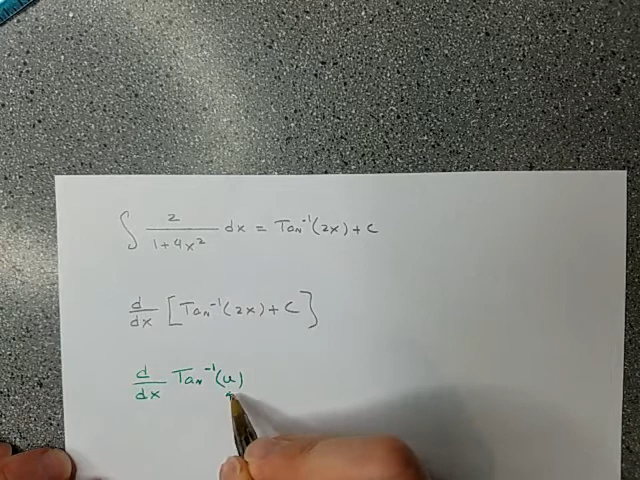 ∫ 2/(1+4x²) dx = Tan⁻¹(2x)+C
d/dx [Tan⁻¹(2x)+C]
d/dx Tan⁻¹(u)